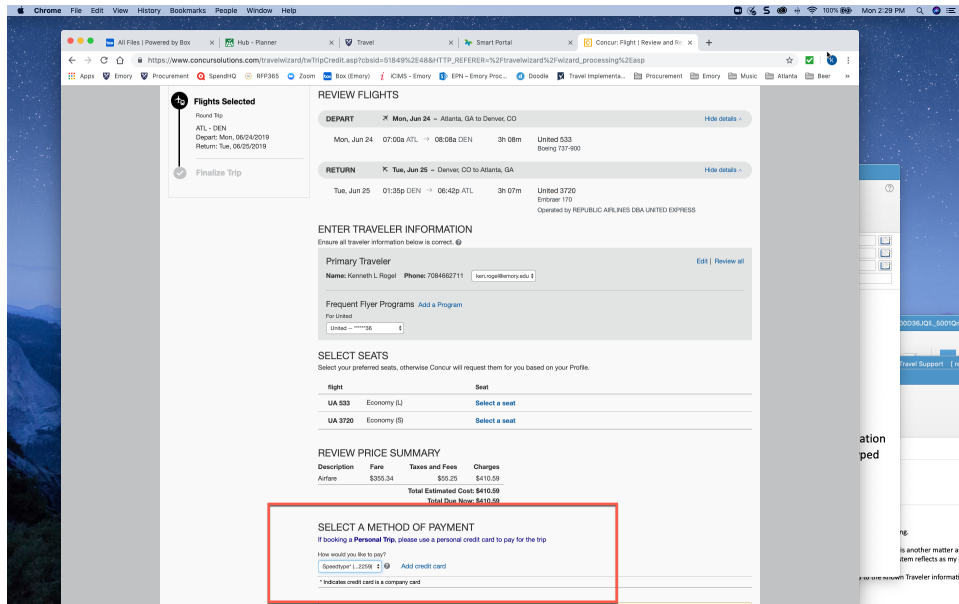 Chrome File Edit View History Bookmarks People Window Help
100% Mon 2:29 PM
All Files | Powered by Box
Hub - Planner
Travel
Smart Portal
Concur: Flight | Review and Re
https://www.concursolutions.com/travelwizard/twTripCredit.asp?cbsid=51849%2E48&HTTP_REFERER=%2Ftravelwizard%2Fwizard_processing%2Easp
Apps Emory Procurement SpendHQ RFP365 Zoom Box (Emory) iCIMS - Emory EPN – Emory Proc... Doodle Travel Implementa... Procurement Emory Music Atlanta Beer »
Flights Selected
Round Trip
ATL - DEN
Depart: Mon, 06/24/2019
Return: Tue, 06/25/2019
Finalize Trip
REVIEW FLIGHTS
DEPART Mon, Jun 24 – Atlanta, GA to Denver, CO Hide details
Mon, Jun 24 07:00a ATL → 08:08a DEN 3h 08m United 533
Boeing 737-900
RETURN Tue, Jun 25 – Denver, CO to Atlanta, GA Hide details
Tue, Jun 25 01:35p DEN → 06:42p ATL 3h 07m United 3720
Embraer 170
Operated by REPUBLIC AIRLINES DBA UNITED EXPRESS
ENTER TRAVELER INFORMATION
Ensure all traveler information below is correct.
Primary Traveler Edit | Review all
Name: Kenneth L Rogel Phone: 7084662711 ken.rogel@emory.edu
Frequent Flyer Programs Add a Program
For United
United -- *****36
SELECT SEATS
Select your preferred seats, otherwise Concur will request them for you based on your Profile.
flight Seat
UA 533 Economy (L) Select a seat
UA 3720 Economy (S) Select a seat
REVIEW PRICE SUMMARY
Description Fare Taxes and Fees Charges
Airfare $355.34 $55.25 $410.59
Total Estimated Cost: $410.59
Total Due Now: $410.59
SELECT A METHOD OF PAYMENT
If booking a Personal Trip, please use a personal credit card to pay for the trip
How would you like to pay?
Speedtype* (...2259) Add credit card
* Indicates credit card is a company card
Travel Support
ation
ped
ng.
is another matter a
stem reflects as my
to the Known Traveler informati